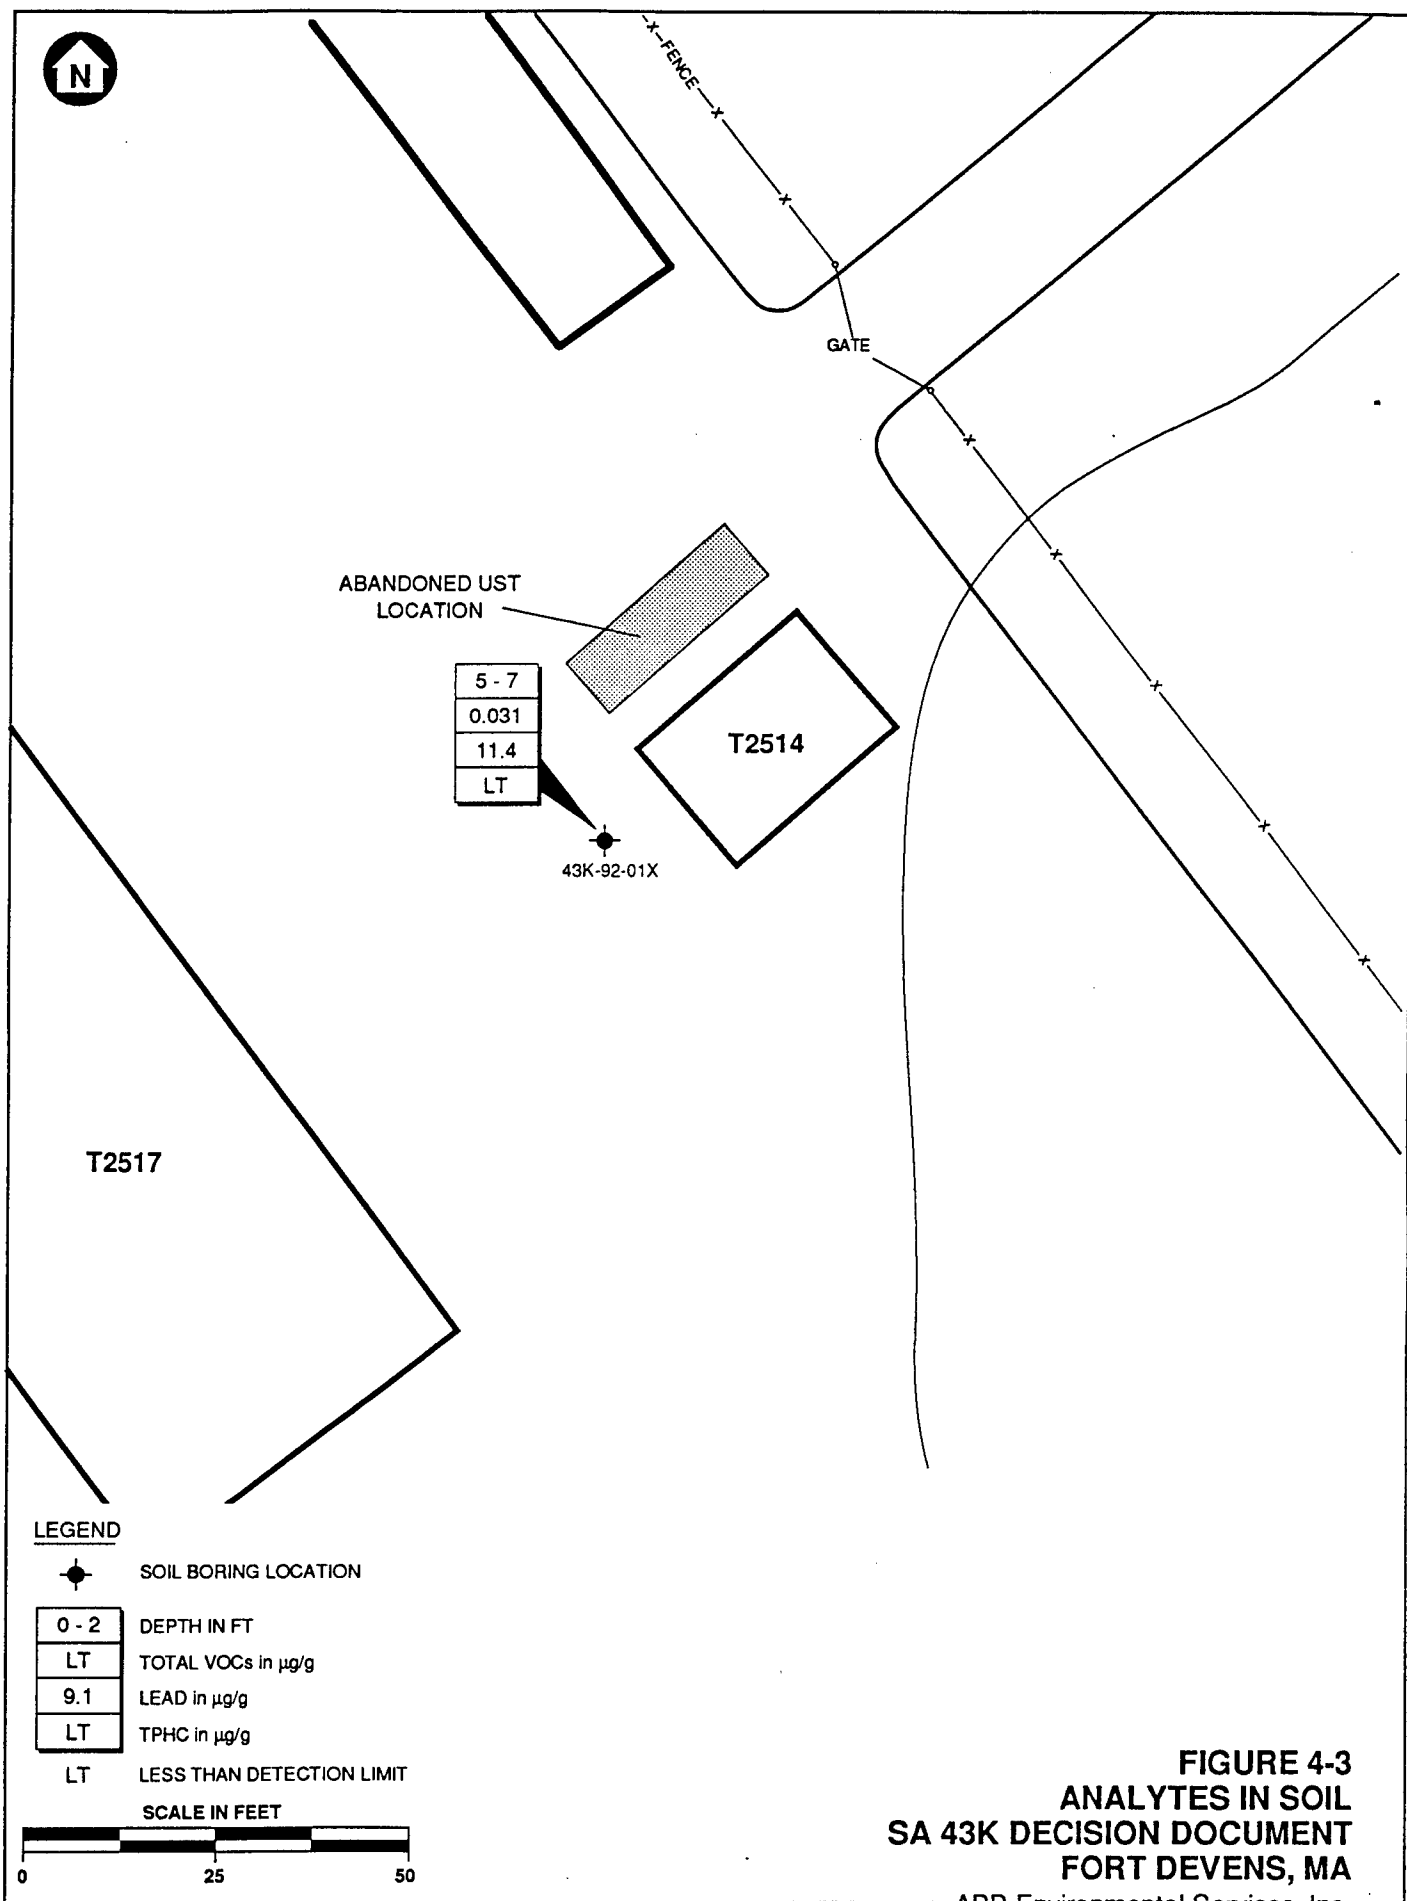 N
-X-FENCE-X
X
GATE
X
X
ABANDONED UST
LOCATION
5 - 7
0.031
11.4
LT
T2514
43K-92-01X
X
X
X
T2517
LEGEND
SOIL BORING LOCATION
0 - 2 DEPTH IN FT
LT TOTAL VOCs in µg/g
9.1 LEAD in µg/g
LT TPHC in µg/g
LT LESS THAN DETECTION LIMIT
SCALE IN FEET
0 25 50
FIGURE 4-3
ANALYTES IN SOIL
SA 43K DECISION DOCUMENT
FORT DEVENS, MA
ABB Environmental Services, Inc.